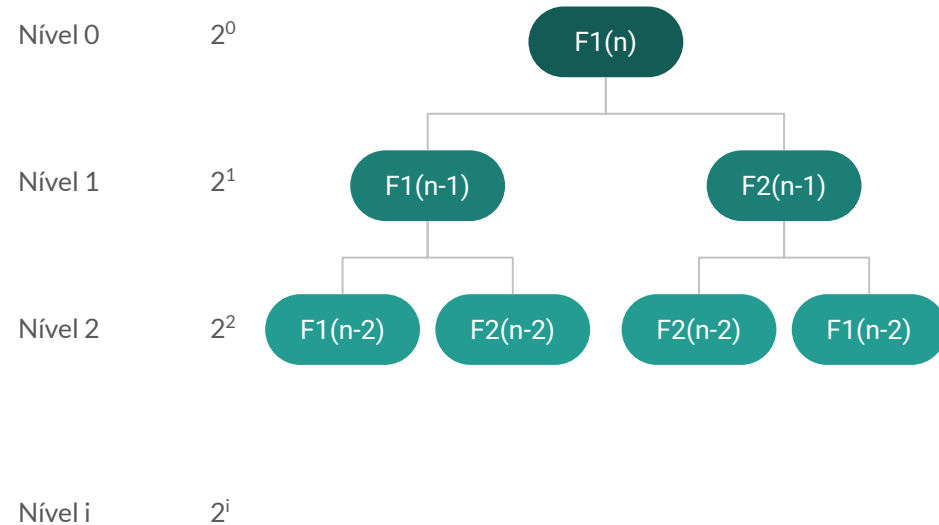 Nível 0 2⁰ F1(n)
Nível 1 2¹ F1(n-1) F2(n-1)
Nível 2 2² F1(n-2) F2(n-2) F2(n-2) F1(n-2)
Nível i 2ⁱ